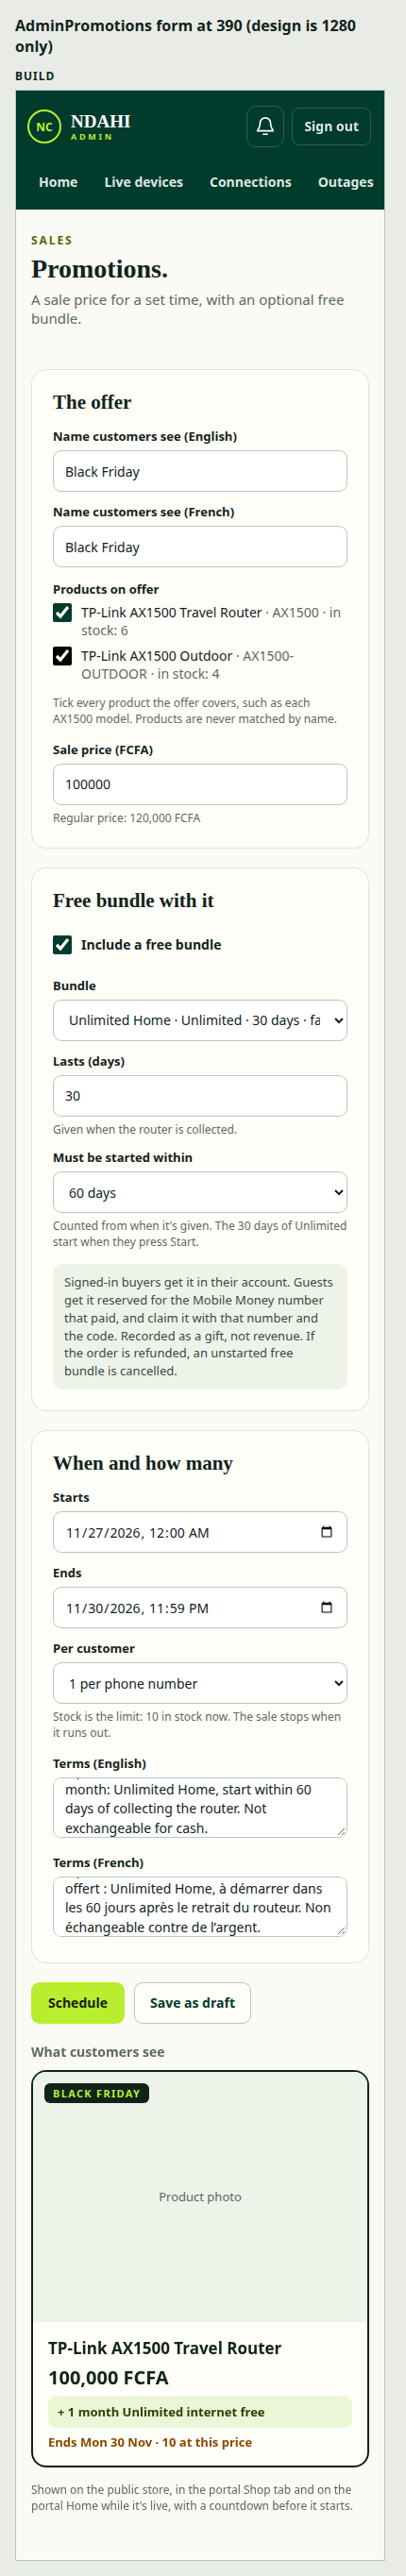 AdminPromotions form at 390 (design is 1280
only)
BUILD
NC
NDAHI
ADMIN
Sign out
Home
Live devices
Connections
Outages
SALES
Promotions.
A sale price for a set time, with an optional free
bundle.
The offer
Name customers see (English)
Black Friday
Name customers see (French)
Black Friday
Products on offer
TP-Link AX1500 Travel Router · AX1500 · in
stock: 6
TP-Link AX1500 Outdoor · AX1500-
OUTDOOR · in stock: 4
Tick every product the offer covers, such as each
AX1500 model. Products are never matched by name.
Sale price (FCFA)
100000
Regular price: 120,000 FCFA
Free bundle with it
Include a free bundle
Bundle
Unlimited Home · Unlimited · 30 days · fa
Lasts (days)
30
Given when the router is collected.
Must be started within
60 days
Counted from when it's given. The 30 days of Unlimited
start when they press Start.
Signed-in buyers get it in their account. Guests
get it reserved for the Mobile Money number
that paid, and claim it with that number and
the code. Recorded as a gift, not revenue. If
the order is refunded, an unstarted free
bundle is cancelled.
When and how many
Starts
11/27/2026, 12:00 AM
Ends
11/30/2026, 11:59 PM
Per customer
1 per phone number
Stock is the limit: 10 in stock now. The sale stops when
it runs out.
Terms (English)
month: Unlimited Home, start within 60
days of collecting the router. Not
exchangeable for cash.
Terms (French)
offert : Unlimited Home, à démarrer dans
les 60 jours après le retrait du routeur. Non
échangeable contre de l'argent.
Schedule
Save as draft
What customers see
BLACK FRIDAY
Product photo
TP-Link AX1500 Travel Router
100,000 FCFA
+ 1 month Unlimited internet free
Ends Mon 30 Nov · 10 at this price
Shown on the public store, in the portal Shop tab and on the
portal Home while it's live, with a countdown before it starts.